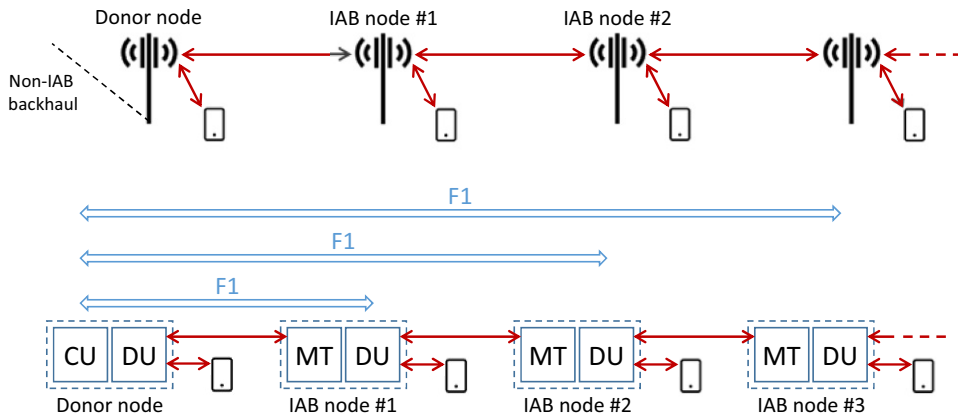 Donor node
IAB node #1
IAB node #2
Non-IAB
backhaul
F1
F1
F1
CU DU
MT DU
MT DU
MT DU
Donor node
IAB node #1
IAB node #2
IAB node #3